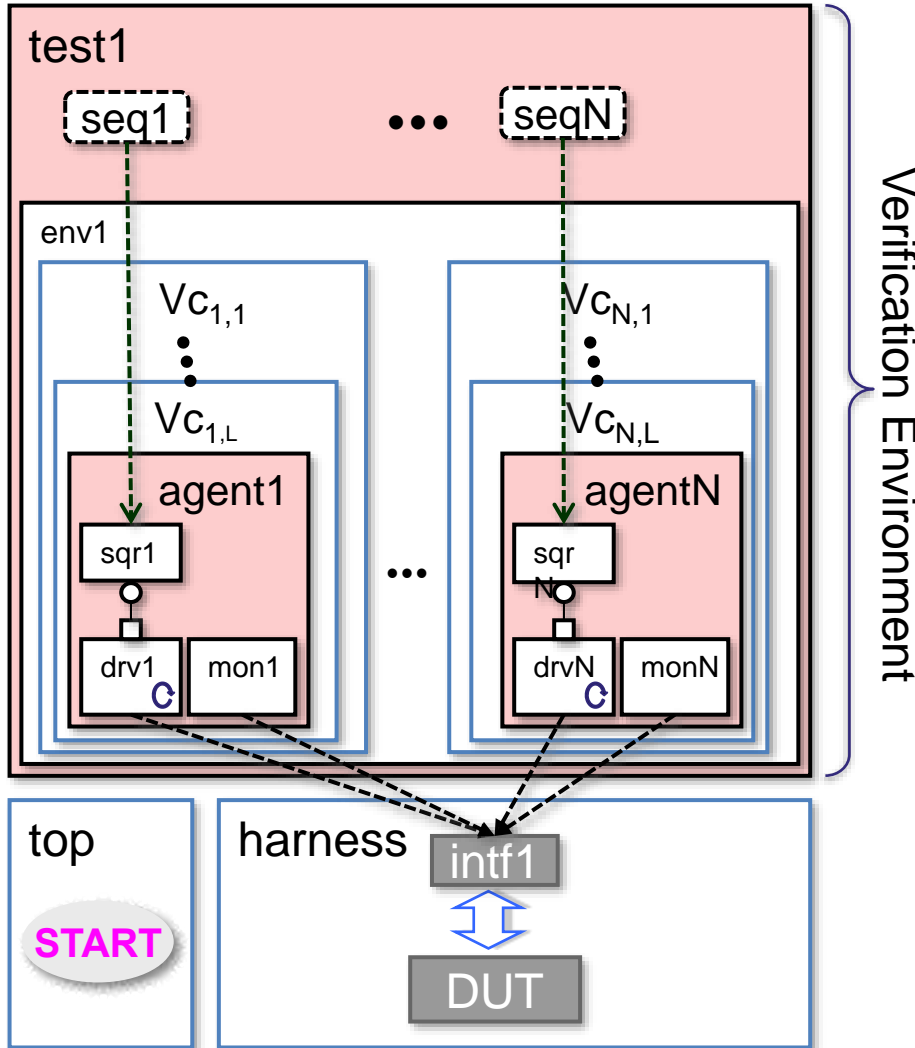 test1
seq1
•••
seqN
env1
Vc1,1
VcN,1
Vc1,L
VcN,L
agent1
agentN
sqr1
sqr
N
...
drv1
mon1
drvN
monN
Verification Environment
top
harness
intf1
START
DUT